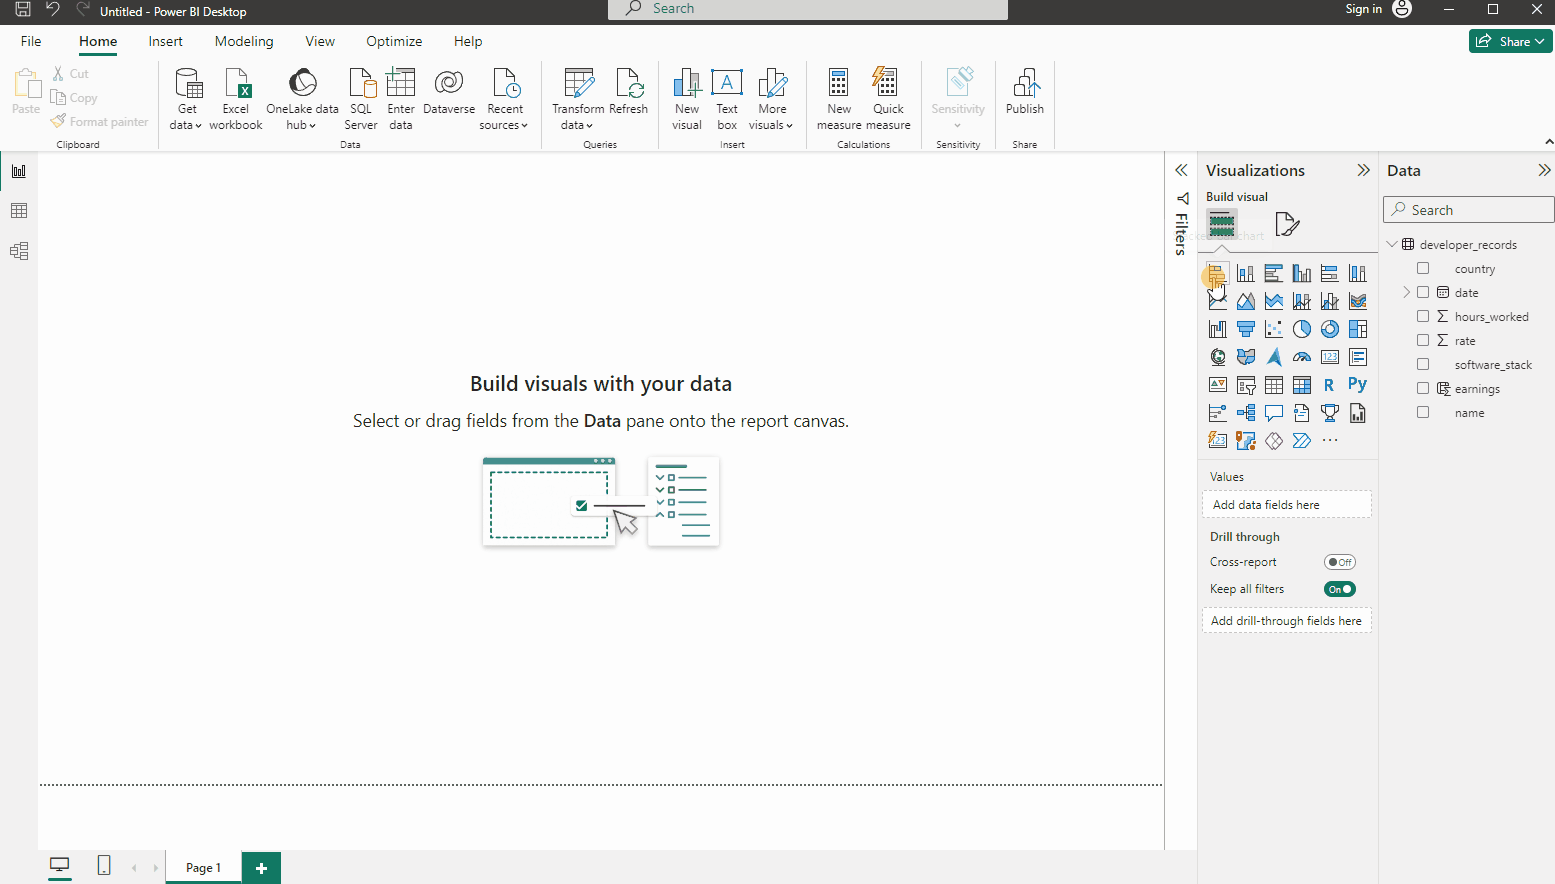 Untitled - Power BI Desktop
Search
Sign in
File Home Insert Modeling View Optimize Help
Share
Paste
Cut
Copy
Format painter
Clipboard
Get data
Excel workbook
OneLake data hub
SQL Server
Enter data
Dataverse
Recent sources
Data
Transform data
Refresh
Queries
New visual
A
Text box
More visuals
Insert
New measure
Quick measure
Calculations
Sensitivity
Sensitivity
Publish
Share
Build visuals with your data
Select or drag fields from the Data pane onto the report canvas.
Filters
Visualizations
Build visual
123
R
Py
123
Values
Add data fields here
Drill through
Cross-report
Off
Keep all filters
On
Add drill-through fields here
Data
Search
developer_records
country
date
hours_worked
rate
software_stack
earnings
name
Page 1